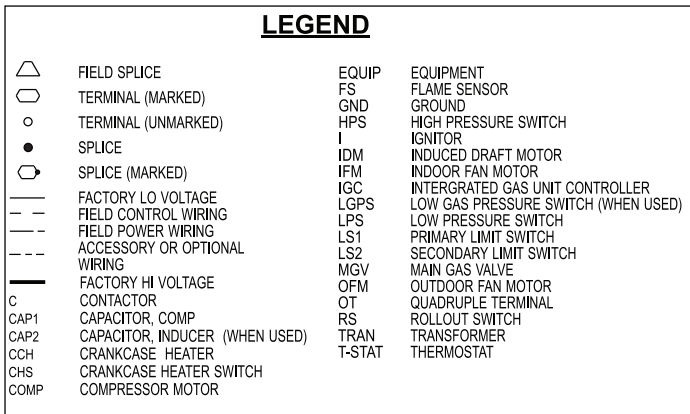 LEGEND
FIELD SPLICE
TERMINAL (MARKED)
TERMINAL (UNMARKED)
SPLICE
SPLICE (MARKED)
FACTORY LO VOLTAGE
FIELD CONTROL WIRING
FIELD POWER WIRING
ACCESSORY OR OPTIONAL
WIRING
FACTORY HI VOLTAGE
C CONTACTOR
CAP1 CAPACITOR, COMP
CAP2 CAPACITOR, INDUCER (WHEN USED)
CCH CRANKCASE HEATER
CHS CRANKCASE HEATER SWITCH
COMP COMPRESSOR MOTOR
EQUIP EQUIPMENT
FS FLAME SENSOR
GND GROUND
HPS HIGH PRESSURE SWITCH
I IGNITOR
IDM INDUCED DRAFT MOTOR
IFM INDOOR FAN MOTOR
IGC INTERGRATED GAS UNIT CONTROLLER
LGPS LOW GAS PRESSURE SWITCH (WHEN USED)
LPS LOW PRESSURE SWITCH
LS1 PRIMARY LIMIT SWITCH
LS2 SECONDARY LIMIT SWITCH
MGV MAIN GAS VALVE
OFM OUTDOOR FAN MOTOR
OT QUADRUPLE TERMINAL
RS ROLLOUT SWITCH
TRAN TRANSFORMER
T-STAT THERMOSTAT